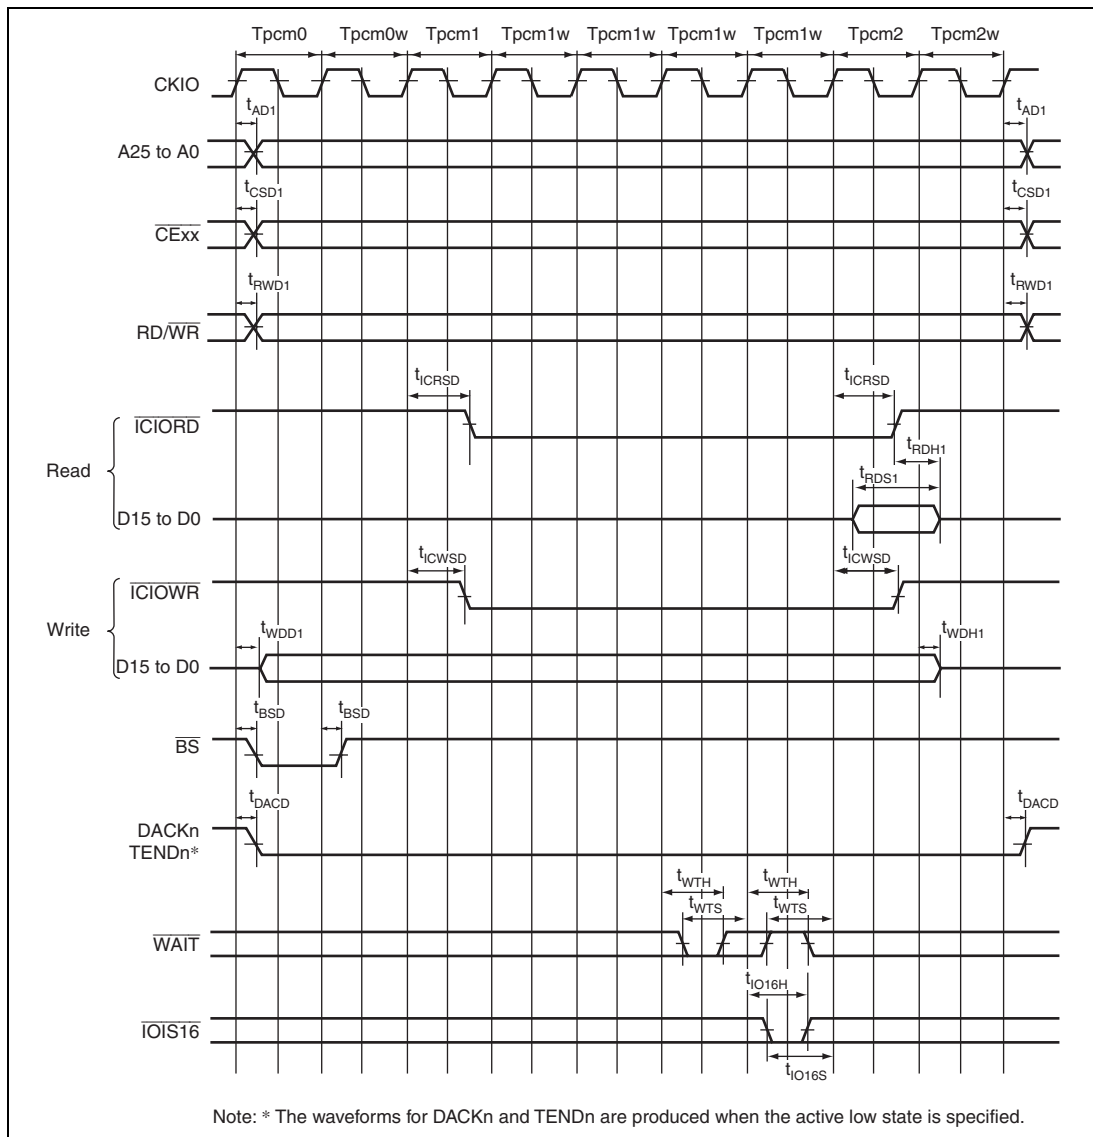 Tpcm0 Tpcm0w Tpcm1 Tpcm1w Tpcm1w Tpcm1w Tpcm1w Tpcm2 Tpcm2w
CKIO
tAD1 tAD1
A25 to A0
tCSD1 tCSD1
CExx
tRWD1 tRWD1
RD/WR
tICRSD tICRSD
ICIORD
tRDH1
Read
tRDS1
D15 to D0
tICWSD tICWSD
ICIOWR
Write
tWDD1 tWDH1
D15 to D0
tBSD tBSD
BS
tDACD tDACD
DACKn
TENDn*
tWTH tWTH
tWTS tWTS
WAIT
tIO16H
IOIS16
tIO16S
Note: * The waveforms for DACKn and TENDn are produced when the active low state is specified.